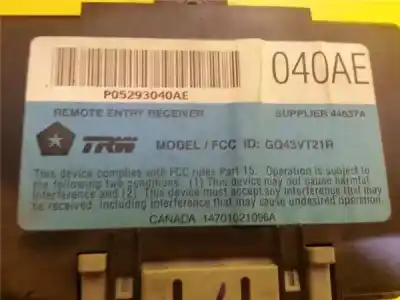 040AE
P05293040AE
REMOTE ENTRY RECEIVER SUPPLIER 44637A
TRW MODEL / FCC ID: GQ43VT21R
This device complies with FCC rules Part 15. Operation is subject to
the following two conditions. (1) This device may not cause harmful
interference and (2) This device must accept any interference that may
be received. Including interference that may cause undesired operation.
CANADA 14701021096A